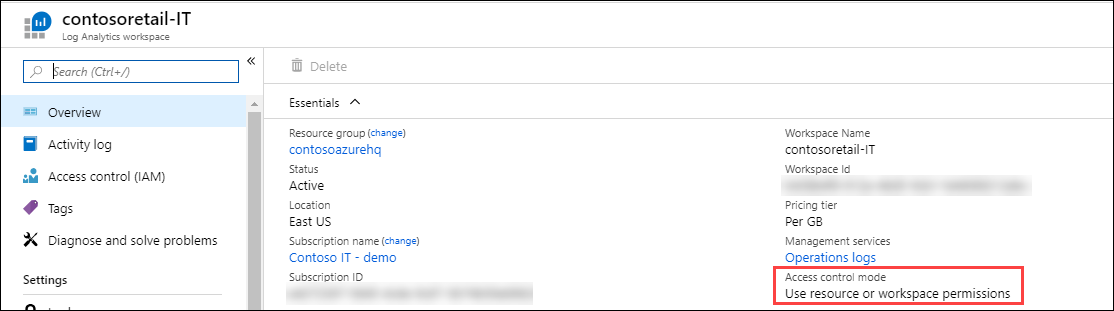 contosoretail-IT
Log Analytics workspace
Search (Ctrl+/)
«
Overview
Activity log
Access control (IAM)
Tags
Diagnose and solve problems
Settings
Delete
Essentials
Resource group (change)
contosoazurehq
Status
Active
Location
East US
Subscription name (change)
Contoso IT - demo
Subscription ID
Workspace Name
contosoretail-IT
Workspace Id
Pricing tier
Per GB
Management services
Operations logs
Access control mode
Use resource or workspace permissions